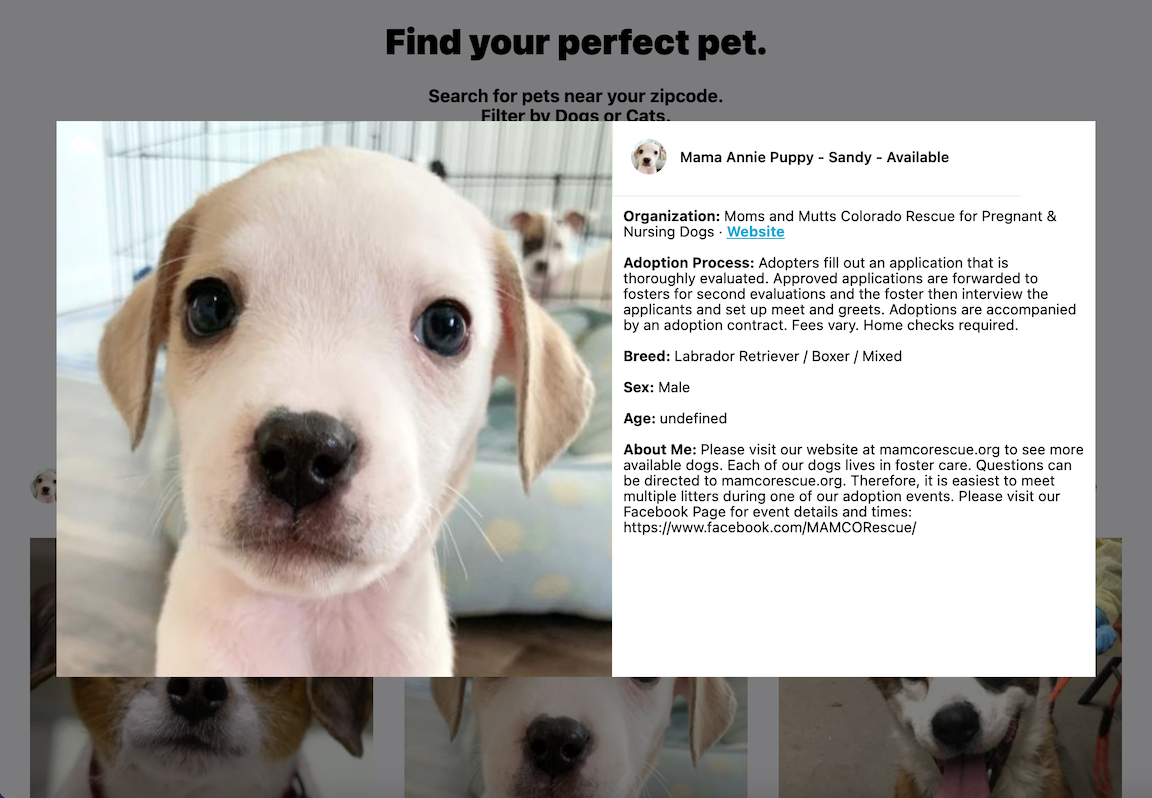 Find your perfect pet.
Search for pets near your zipcode.
Filter by Dogs or Cats.
Mama Annie Puppy - Sandy - Available
Organization: Moms and Mutts Colorado Rescue for Pregnant &
Nursing Dogs · Website
Adoption Process: Adopters fill out an application that is
thoroughly evaluated. Approved applications are forwarded to
fosters for second evaluations and the foster then interview the
applicants and set up meet and greets. Adoptions are accompanied
by an adoption contract. Fees vary. Home checks required.
Breed: Labrador Retriever / Boxer / Mixed
Sex: Male
Age: undefined
About Me: Please visit our website at mamcorescue.org to see more
available dogs. Each of our dogs lives in foster care. Questions can
be directed to mamcorescue.org. Therefore, it is easiest to meet
multiple litters during one of our adoption events. Please visit our
Facebook Page for event details and times:
https://www.facebook.com/MAMCORescue/